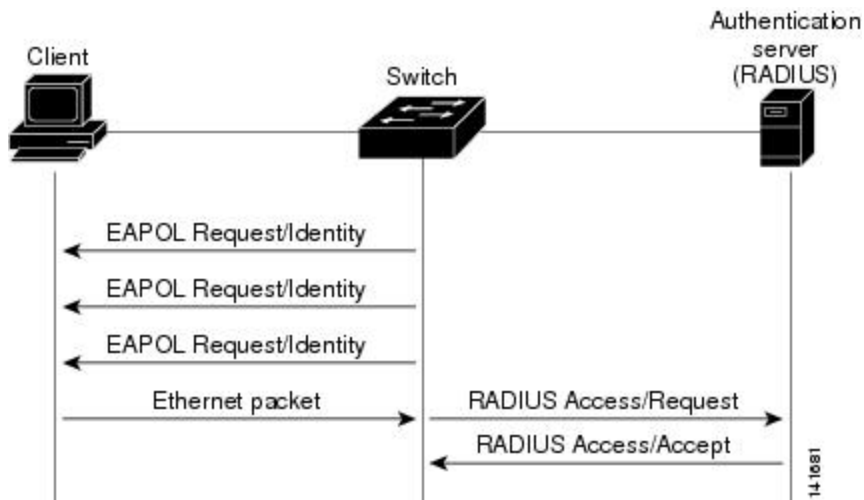 Client
Switch
Authentication
server
(RADIUS)
EAPOL Request/Identity
EAPOL Request/Identity
EAPOL Request/Identity
Ethernet packet
RADIUS Access/Request
RADIUS Access/Accept
141681